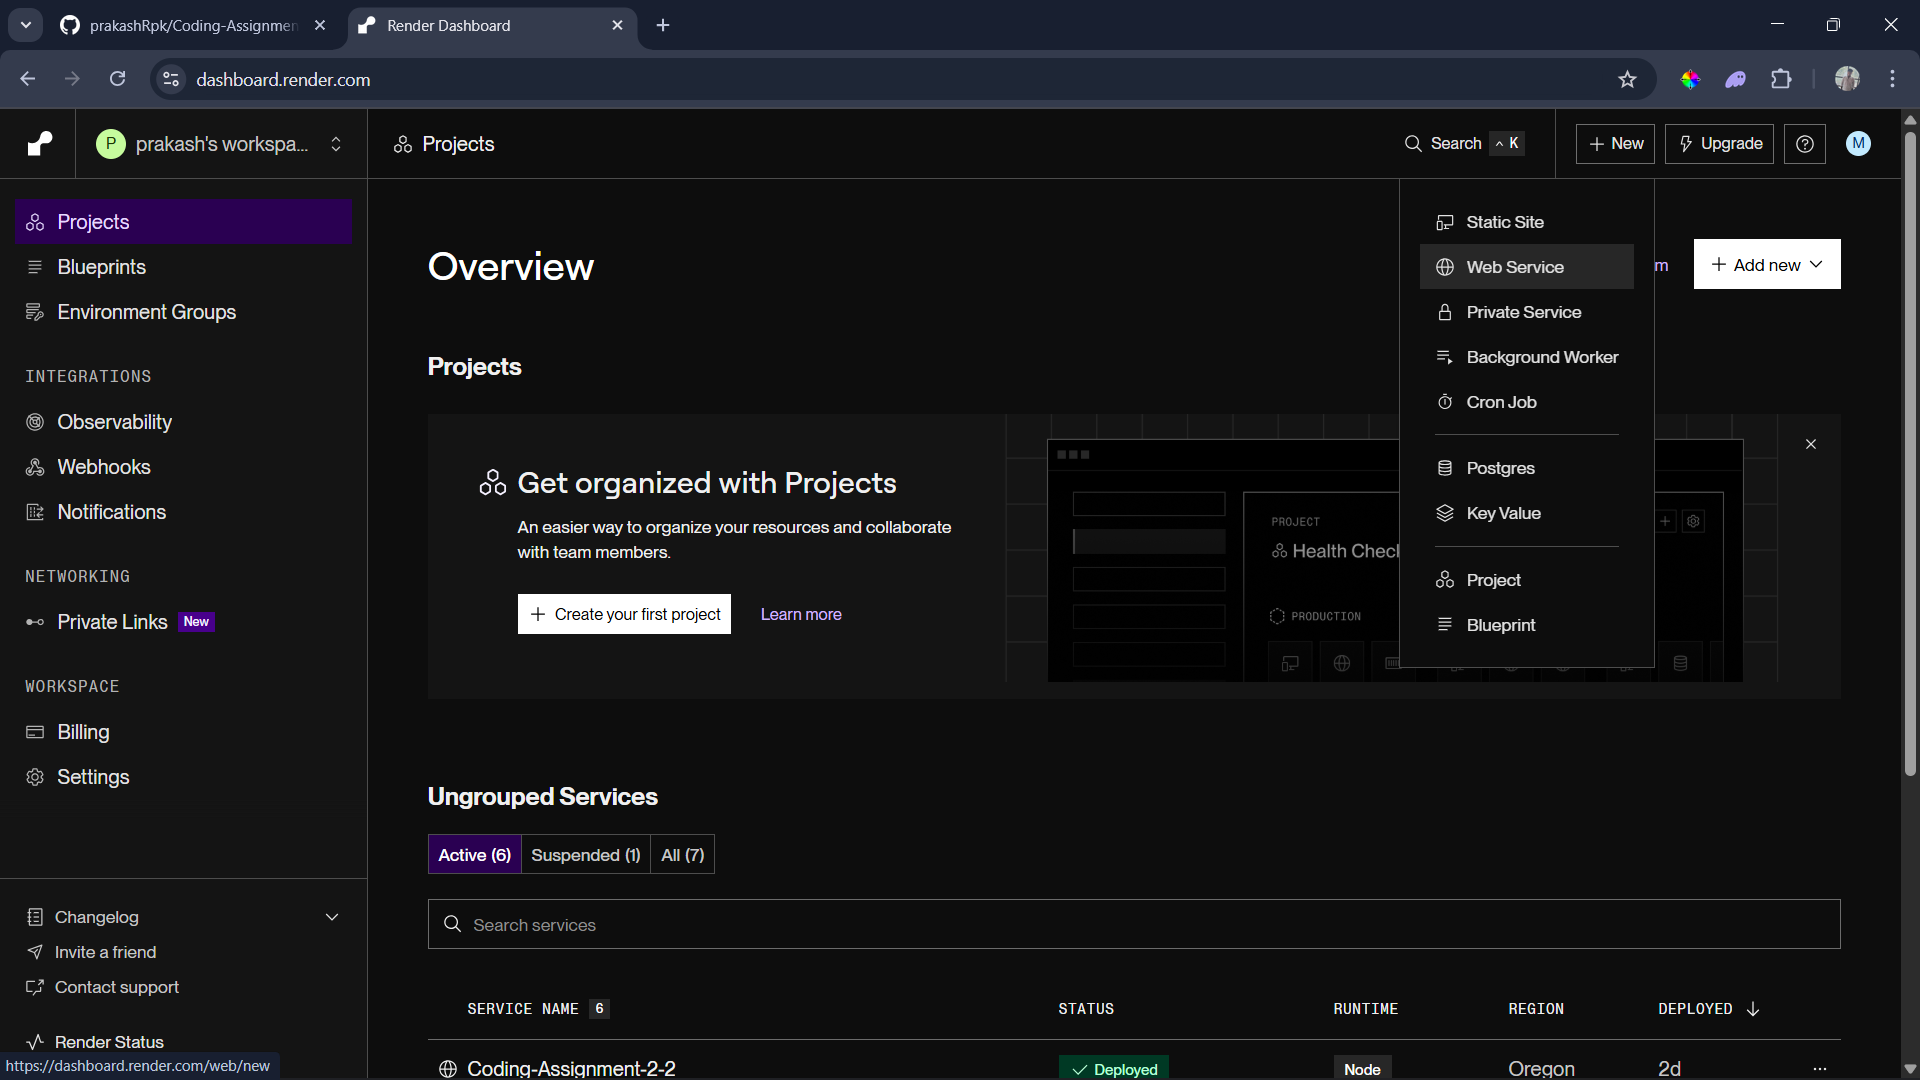 prakashRpk/Coding-Assignmen
Render Dashboard
dashboard.render.com
P prakash's workspa...
Projects
Search ^ K
+ New
Upgrade
M
Projects
Blueprints
Environment Groups
INTEGRATIONS
Observability
Webhooks
Notifications
NETWORKING
Private Links New
WORKSPACE
Billing
Settings
Changelog
Invite a friend
Contact support
Render Status
https://dashboard.render.com/web/new
Overview
m
+ Add new
Static Site
Web Service
Private Service
Background Worker
Cron Job
Postgres
Key Value
Project
Blueprint
Projects
Get organized with Projects
An easier way to organize your resources and collaborate
with team members.
+ Create your first project
Learn more
PROJECT
Health Check
PRODUCTION
Ungrouped Services
Active (6)
Suspended (1)
All (7)
Search services
SERVICE NAME 6
STATUS
RUNTIME
REGION
DEPLOYED
Coding-Assignment-2-2
Deployed
Node
Oregon
2d